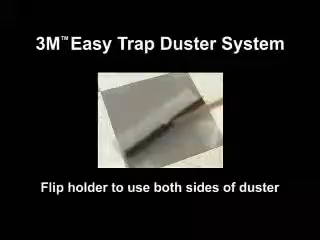 3M™ Easy Trap Duster System
Flip holder to use both sides of duster